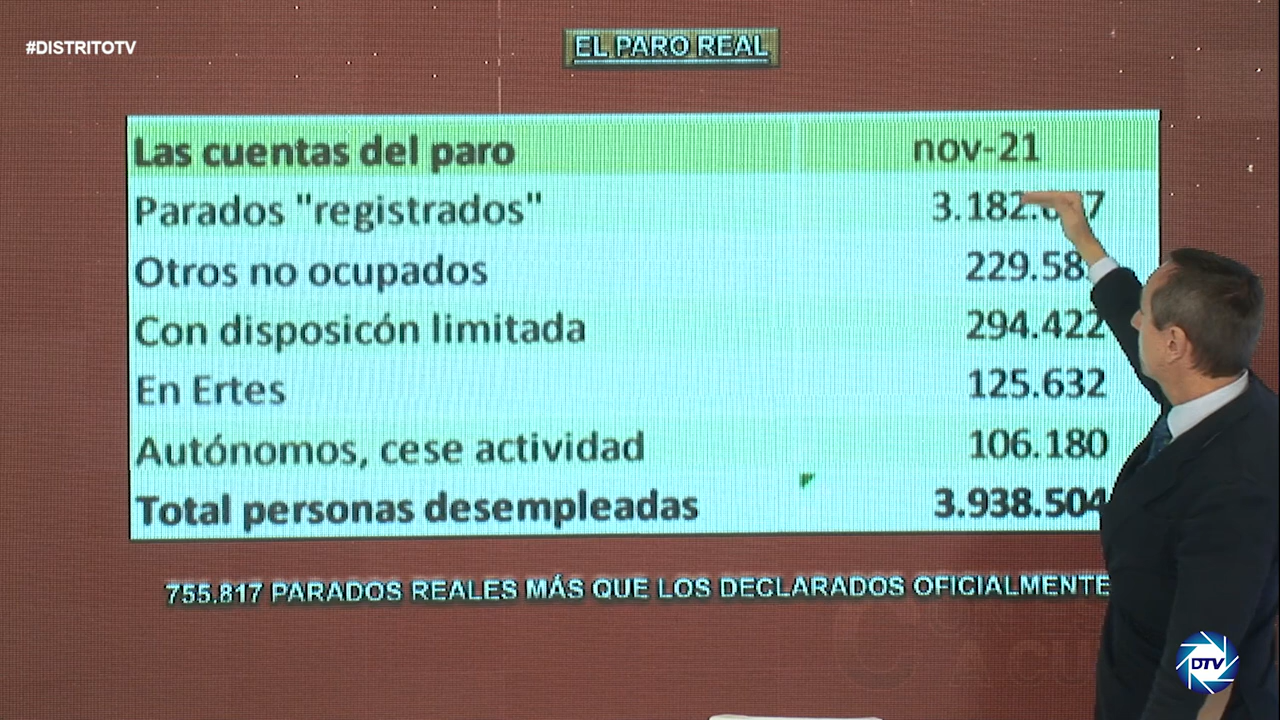 #DISTRITOTV
EL PARO REAL
Las cuentas del paro nov-21
Parados "registrados"
Otros no ocupados
Con disposicón limitada 294.422
En Ertes 125.632
Autónomos, cese actividad 106.180
Total personas desempleadas 3.938.504
755.817 PARADOS REALES MÁS QUE LOS DECLARADOS OFICIALMENTE
DTV